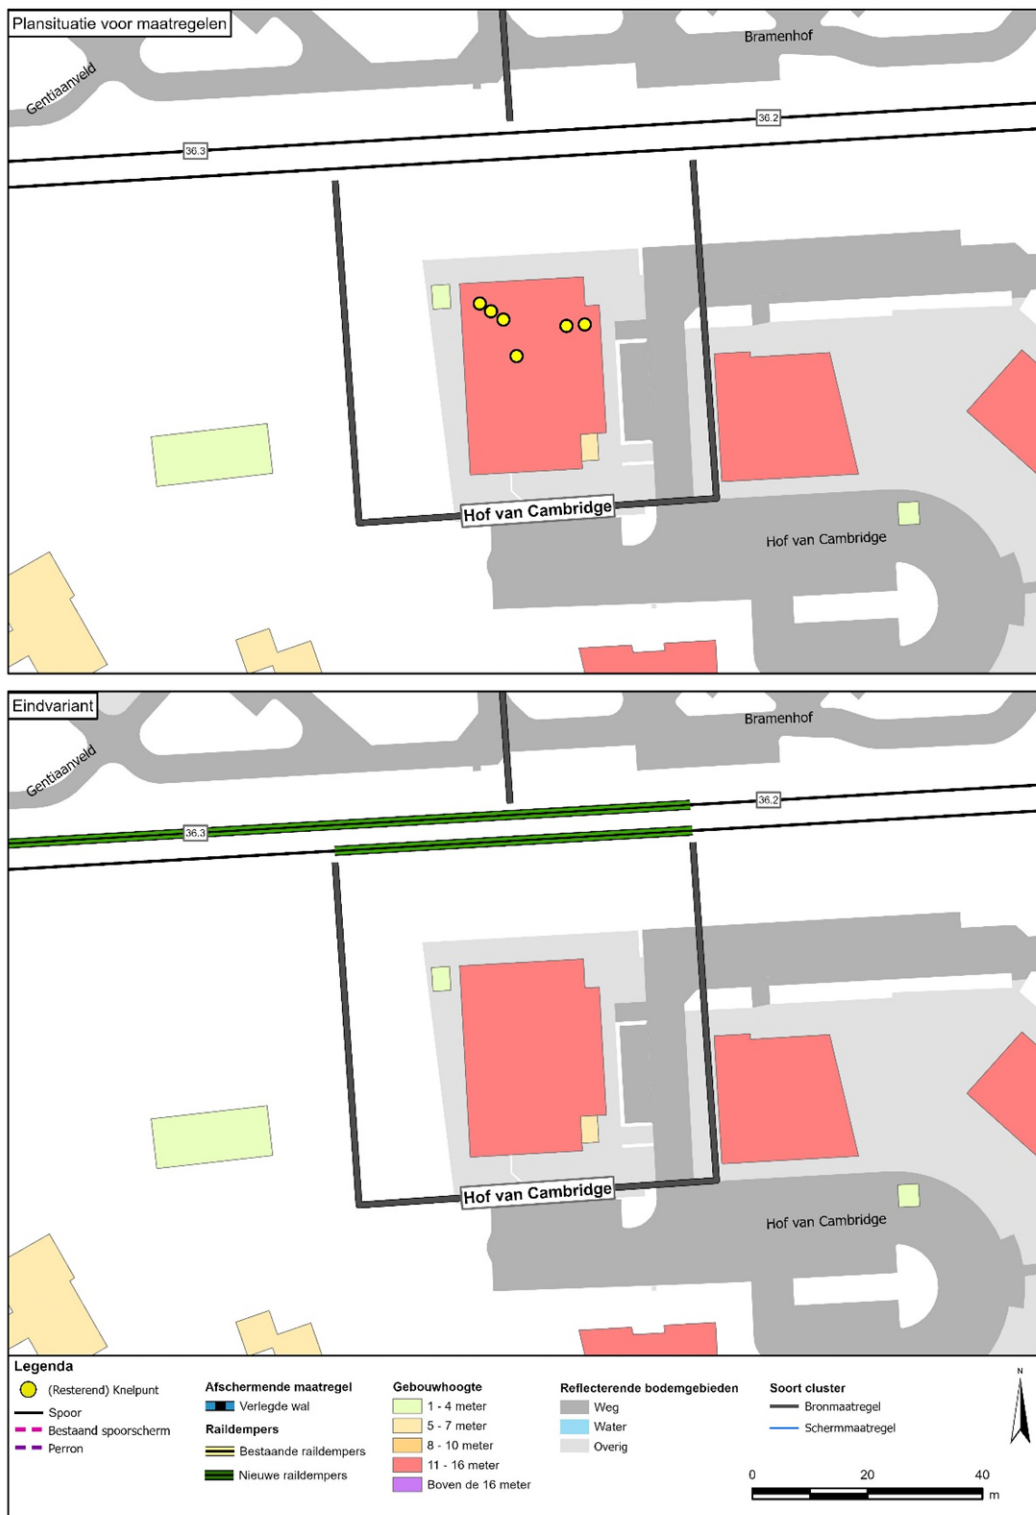 Plansituatie voor maatregelen
Bramenhof
Gentiaanveld
36.2
36.3
Hof van Cambridge
Hof van Cambridge
Eindvariant
Bramenhof
Gentiaanveld
36.2
36.3
Hof van Cambridge
Hof van Cambridge
Legenda
(Resterend) Knelpunt
Spoor
Bestaand spoorscherm
Perron
Afschermende maatregel
Verlegde wal
Raildempers
Bestaande raildempers
Nieuwe raildempers
Gebouwhoogte
1 - 4 meter
5 - 7 meter
8 - 10 meter
11 - 16 meter
Boven de 16 meter
Reflecterende bodemgebieden
Weg
Water
Overig
Soort cluster
Bronmaatregel
Schermmaatregel
N
0 20 40
m